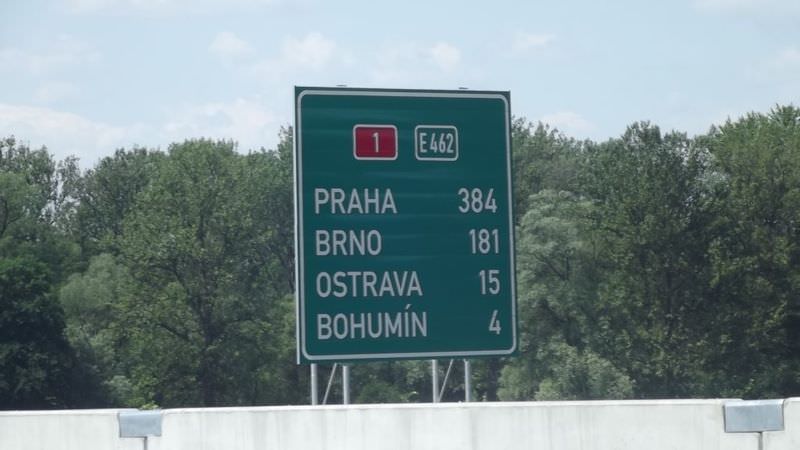 1 E462
PRAHA 384
BRNO 181
OSTRAVA 15
BOHUMÍN 4